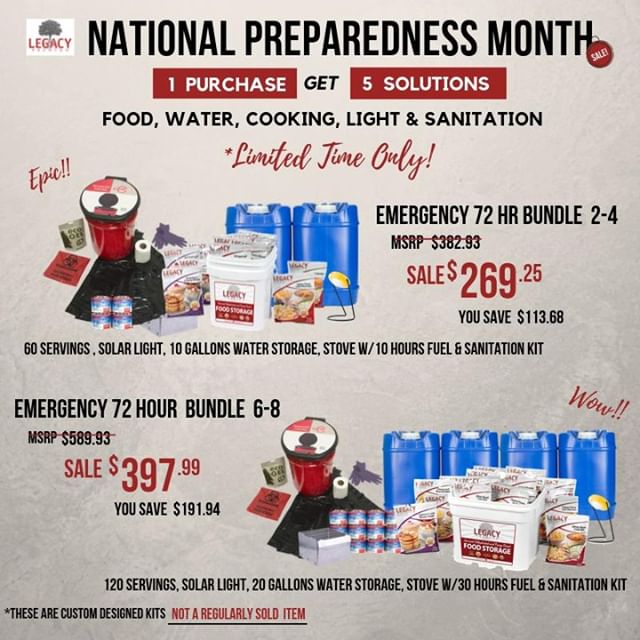 LEGACY
NATIONAL PREPAREDNESS MONTH
SALE!
1 PURCHASE GET 5 SOLUTIONS
FOOD, WATER, COOKING, LIGHT & SANITATION
*Limited Time Only!
Epic!!
EMERGENCY 72 HR BUNDLE 2-4
MSRP $382.93
SALE $269.25
YOU SAVE $113.68
LEGACY
FOOD STORAGE
60 SERVINGS, SOLAR LIGHT, 10 GALLONS WATER STORAGE, STOVE W/10 HOURS FUEL & SANITATION KIT
EMERGENCY 72 HOUR BUNDLE 6-8
Wow!!
MSRP $589.93
SALE $397.99
YOU SAVE $191.94
LEGACY
FOOD STORAGE
120 SERVINGS, SOLAR LIGHT, 20 GALLONS WATER STORAGE, STOVE W/30 HOURS FUEL & SANITATION KIT
*THESE ARE CUSTOM DESIGNED KITS NOT A REGULARLY SOLD ITEM